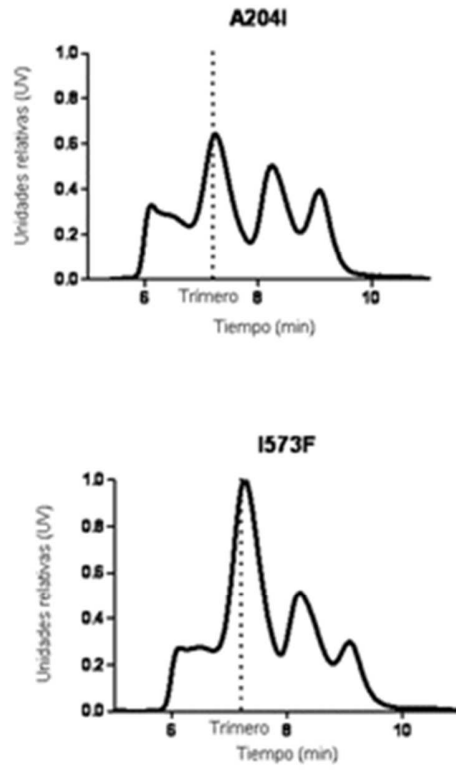 A204I
Unidades relativas (UV)
1.0
0.8
0.6
0.4
0.2
0.0
6 Trímero 8 10
Tiempo (min)
I573F
Unidades relativas (UV)
1.0
0.8
0.6
0.4
0.2
0.0
6 Trímero 8 10
Tiempo (min)